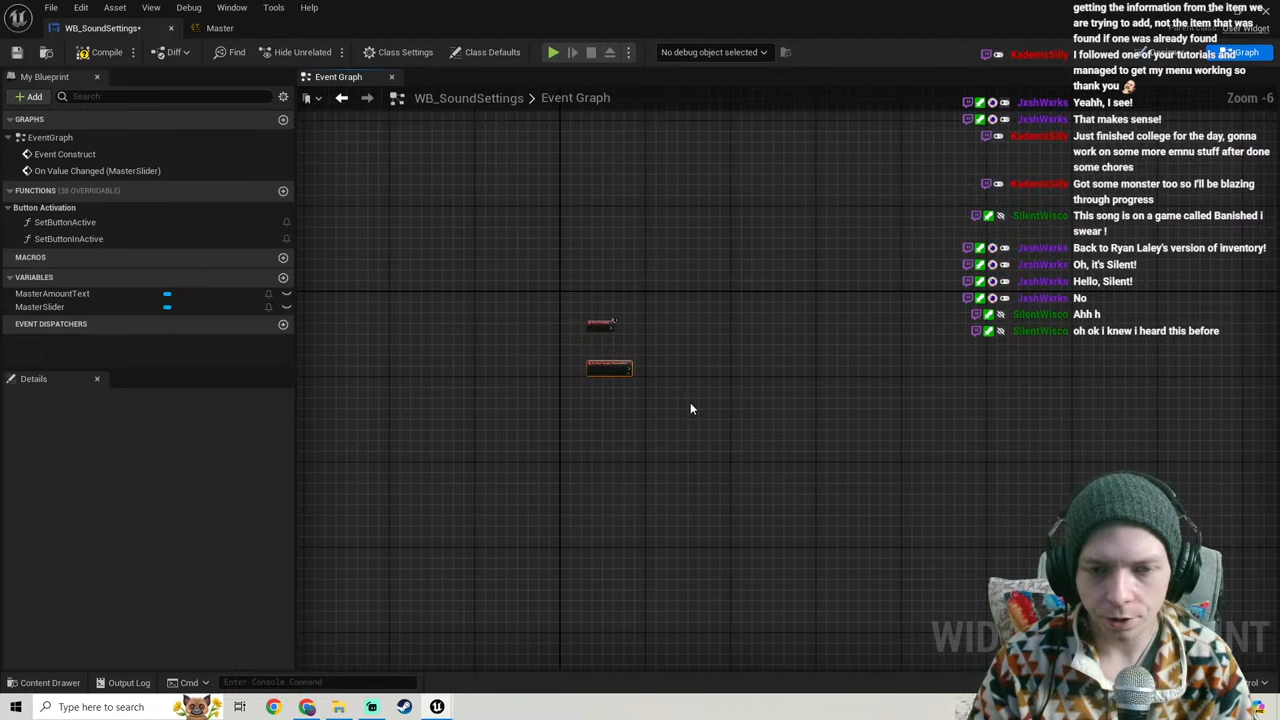 File Edit Asset View Debug Window Tools Help
WB_SoundSettings•
Master
Compile
Diff
Find
Hide Unrelated
Class Settings
Class Defaults
No debug object selected
Graph
My Blueprint
Event Graph
Add
Search
WB_SoundSettings > Event Graph
Zoom -6
GRAPHS
EventGraph
Event Construct
On Value Changed (MasterSlider)
FUNCTIONS (38 OVERRIDABLE)
Button Activation
SetButtonActive
SetButtonInActive
MACROS
VARIABLES
MasterAmountText
MasterSlider
EVENT DISPATCHERS
Details
getting the information from the item we
are trying to add, not the item that was
found if one was already found
KadenIsSilly I followed one of your tutorials and
managed to get my menu working so
thank you
JxshWxrks Yeahh, I see!
JxshWxrks That makes sense!
KadenIsSilly Just finished college for the day, gonna
work on some more emnu stuff after done
some chores
KadenIsSilly Got some monster too so I'll be blazing
through progress
SilentWisco This song is on a game called Banished i
swear !
JxshWxrks Back to Ryan Laley's version of inventory!
JxshWxrks Oh, it's Silent!
JxshWxrks Hello, Silent!
JxshWxrks No
SilentWisco Ahh h
SilentWisco oh ok i knew i heard this before
Content Drawer
Output Log
Cmd
Enter Console Command
Type here to search